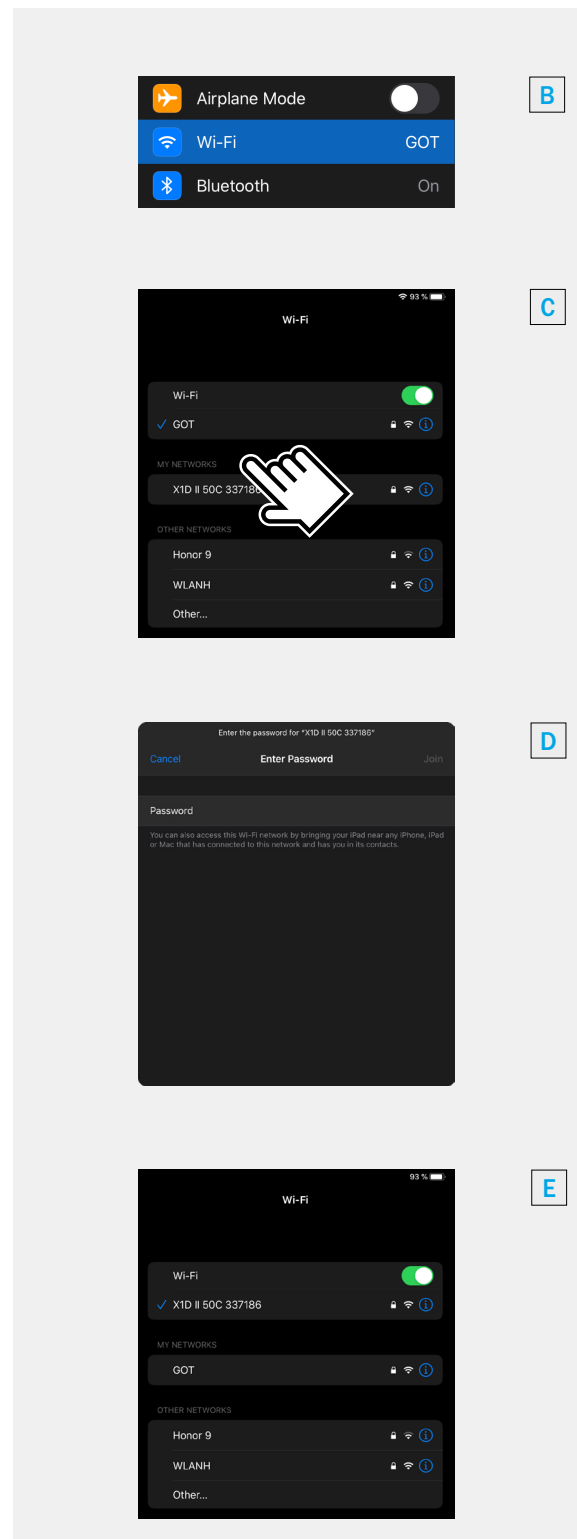 Airplane Mode
B
Wi-Fi GOT
Bluetooth On
93 %
C
Wi-Fi
Wi-Fi
GOT
MY NETWORKS
X1D II 50C 337186
OTHER NETWORKS
Honor 9
WLANH
Other...
Enter the password for "X1D II 50C 337186"
D
Cancel Enter Password Join
Password
You can also access this Wi-Fi network by bringing your iPad near any iPhone, iPad
or Mac that has connected to this network and has you in its contacts.
93 %
E
Wi-Fi
Wi-Fi
X1D II 50C 337186
MY NETWORKS
GOT
OTHER NETWORKS
Honor 9
WLANH
Other...